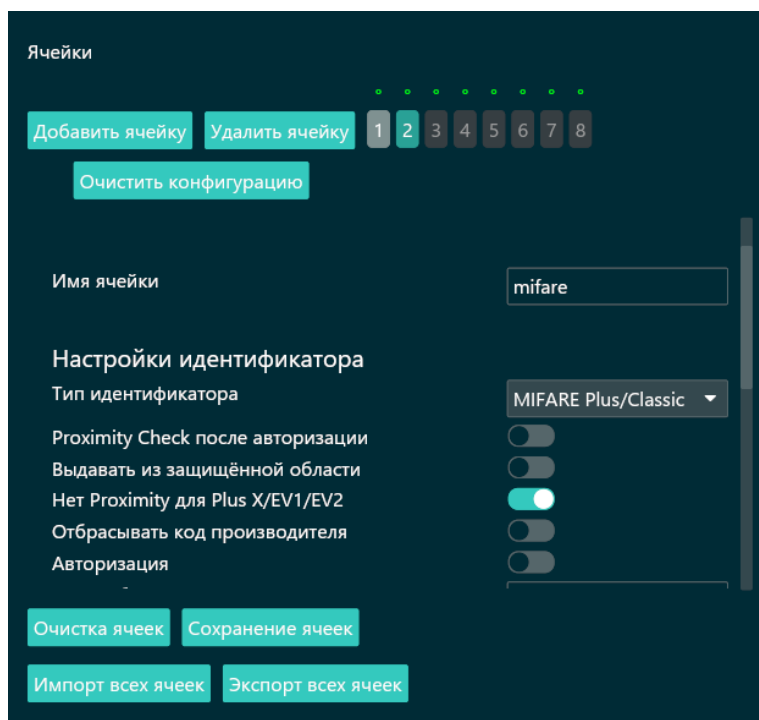 Ячейки
Добавить ячейку Удалить ячейку 1 2 3 4 5 6 7 8
Очистить конфигурацию
Имя ячейки mifare
Настройки идентификатора
Тип идентификатора MIFARE Plus/Classic
Proximity Check после авторизации
Выдавать из защищённой области
Нет Proximity для Plus X/EV1/EV2
Отбрасывать код производителя
Авторизация
Очистка ячеек Сохранение ячеек
Импорт всех ячеек Экспорт всех ячеек